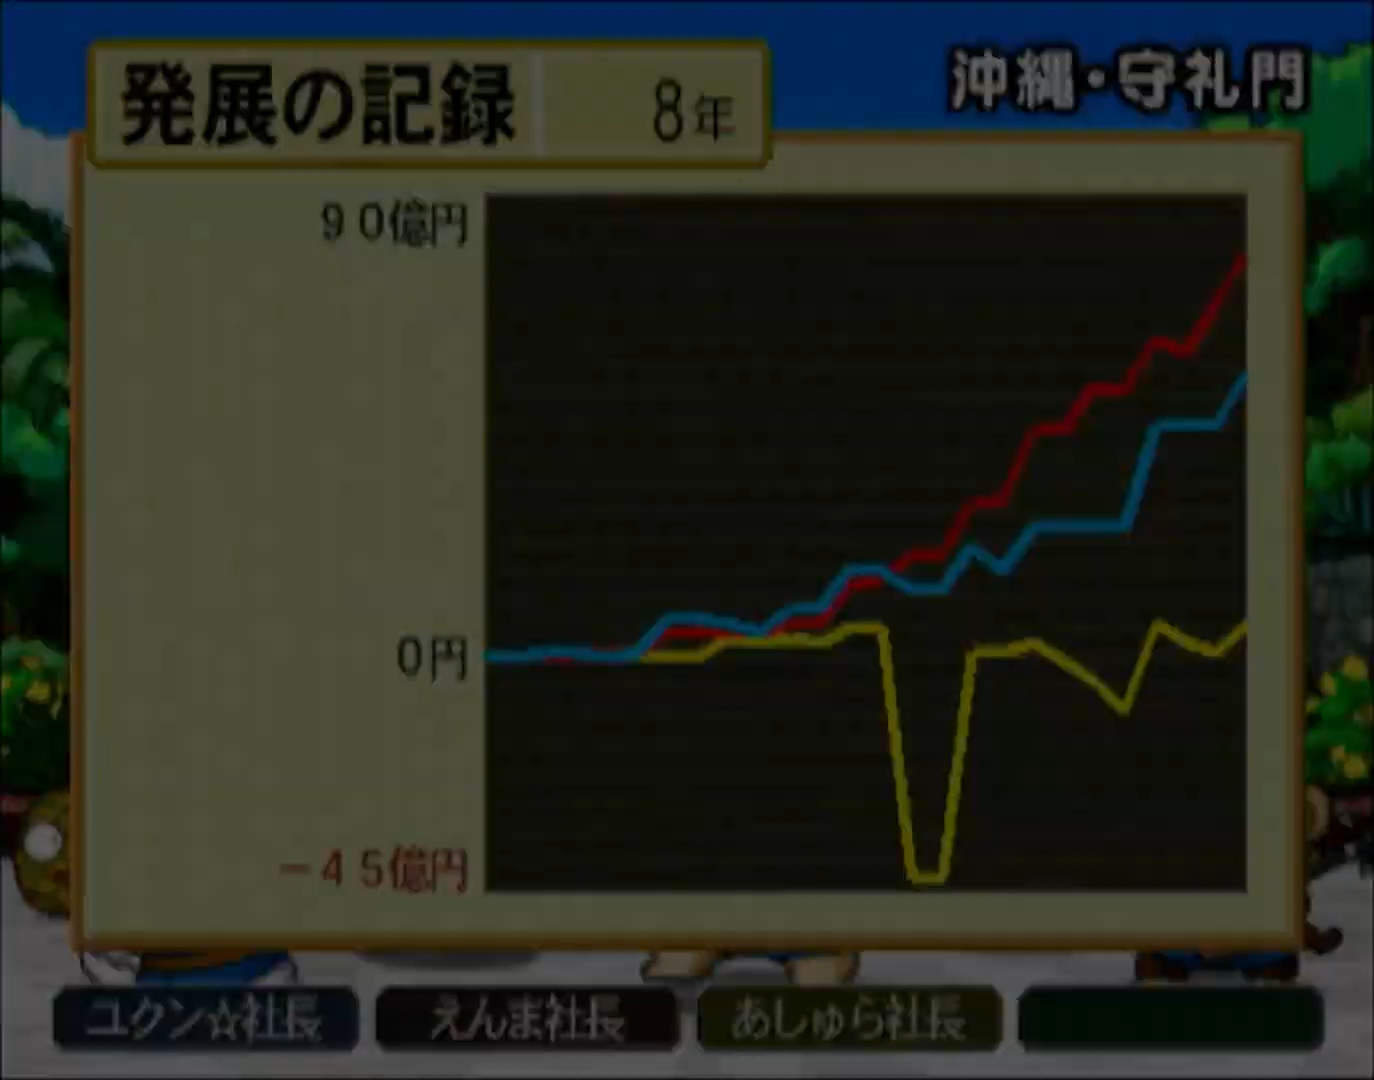 発展の記録 8年
沖縄・守礼門
90億円
0円
-45億円
ユクン☆社長 えんま社長 あしゅら社長